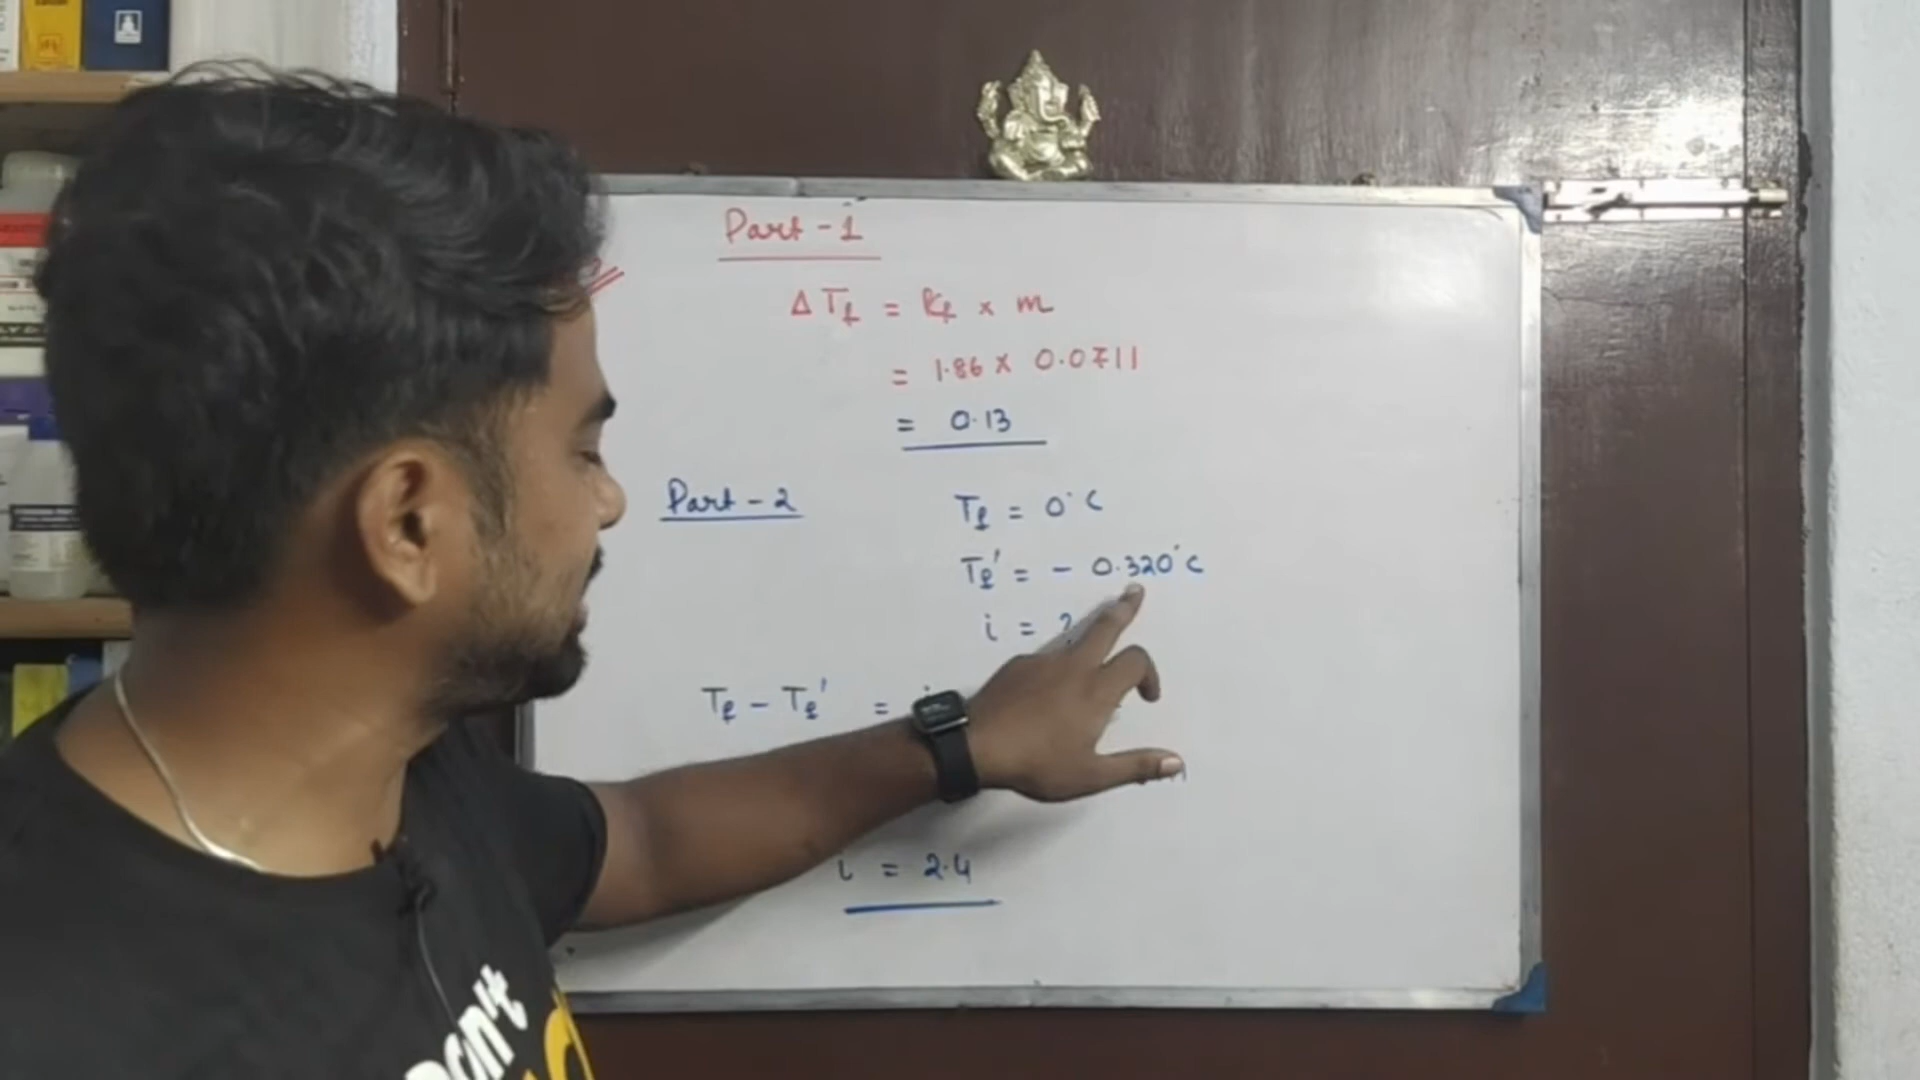 Part - 1
ΔTf = Kf × m
= 1.86 × 0.0711
= 0.13
Part - 2
Tf = 0°C
Tf' = - 0.320°C
i =
Tf - Tf' =
i = 2.4
Don't